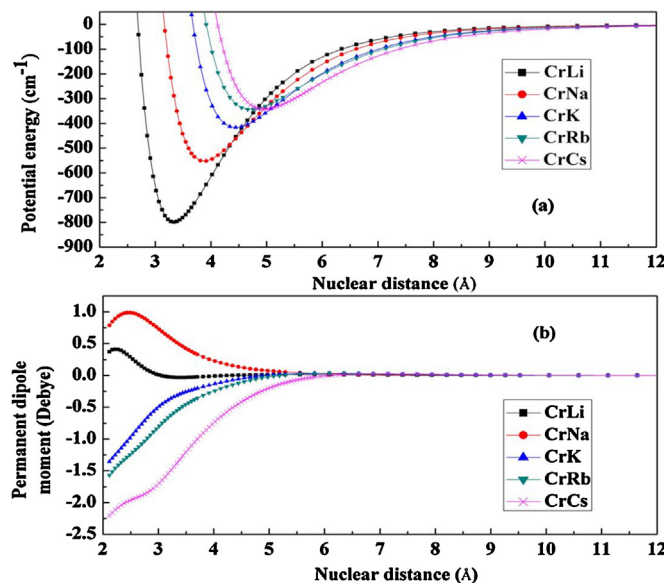 0
-100
-200
-300
-400
-500
-600
-700
-800
-900
Potential energy (cm⁻¹)
CrLi
CrNa
CrK
CrRb
CrCs
(a)
2 3 4 5 6 7 8 9 10 11 12
Nuclear distance (Å)
1.0
0.5
0.0
-0.5
-1.0
-1.5
-2.0
-2.5
Permanent dipole
moment (Debye)
(b)
CrLi
CrNa
CrK
CrRb
CrCs
2 3 4 5 6 7 8 9 10 11 12
Nuclear distance (Å)